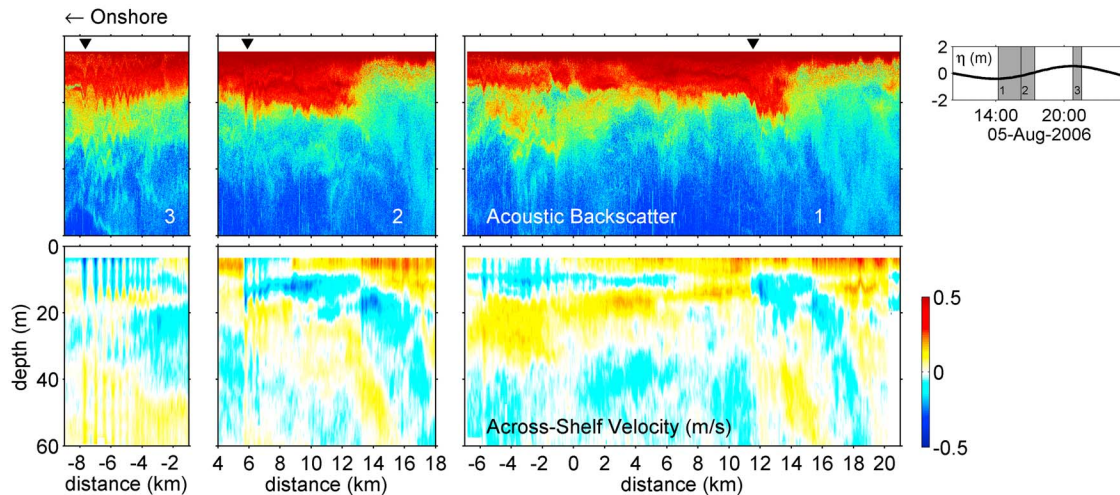 ← Onshore
3
2
Acoustic Backscatter
1
2
0
-2
η (m)
1
2
3
14:00
20:00
05-Aug-2006
0
20
40
60
depth (m)
Across-Shelf Velocity (m/s)
0.5
0
-0.5
-8 -6 -4 -2
distance (km)
4 6 8 10 12 14 16 18
distance (km)
-6 -4 -2 0 2 4 6 8 10 12 14 16 18 20
distance (km)